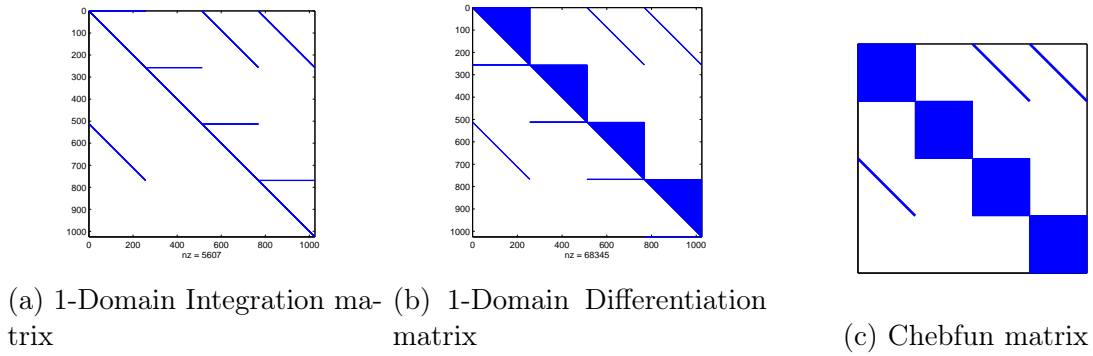 0
100
200
300
400
500
600
700
800
900
1000
0 200 400 600 800 1000
nz = 5607
0
100
200
300
400
500
600
700
800
900
1000
0 200 400 600 800 1000
nz = 68345
(a) 1-Domain Integration ma-
trix
(b) 1-Domain Differentiation
matrix
(c) Chebfun matrix